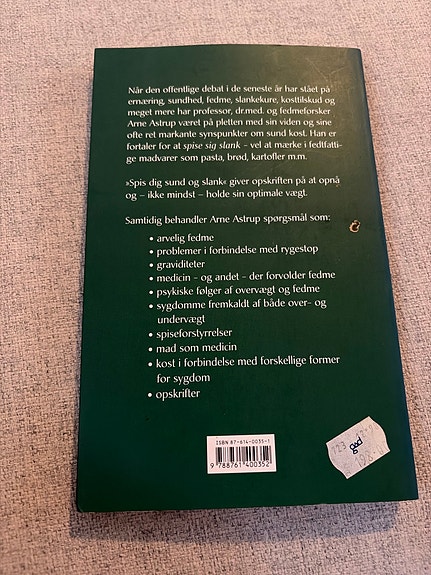 Når den offentlige debat i de seneste år har stået på
ernæring, sundhed, fedme, slankekure, kosttilskud og
meget mere har professor, dr.med. og fedmeforsker
Arne Astrup været på pletten med sin viden og sine
ofte ret markante synspunkter om sund kost. Han er
fortaler for at spise sig slank - vel at mærke i fedtfatti-
ge madvarer som pasta, brød, kartofler m.m.
»Spis dig sund og slank« giver opskriften på at opnå
og – ikke mindst – holde sin optimale vægt.
Samtidig behandler Arne Astrup spørgsmål som:
• arvelig fedme
• problemer i forbindelse med rygestop
• graviditeter
• medicin - og andet - der forvolder fedme
• psykiske følger af overvægt og fedme
• sygdomme fremkaldt af både over- og
undervægt
• spiseforstyrrelser
• mad som medicin
• kost i forbindelse med forskellige former
for sygdom
• opskrifter
ISBN 87-614-0035-1
9 788761 400352
123
god
198